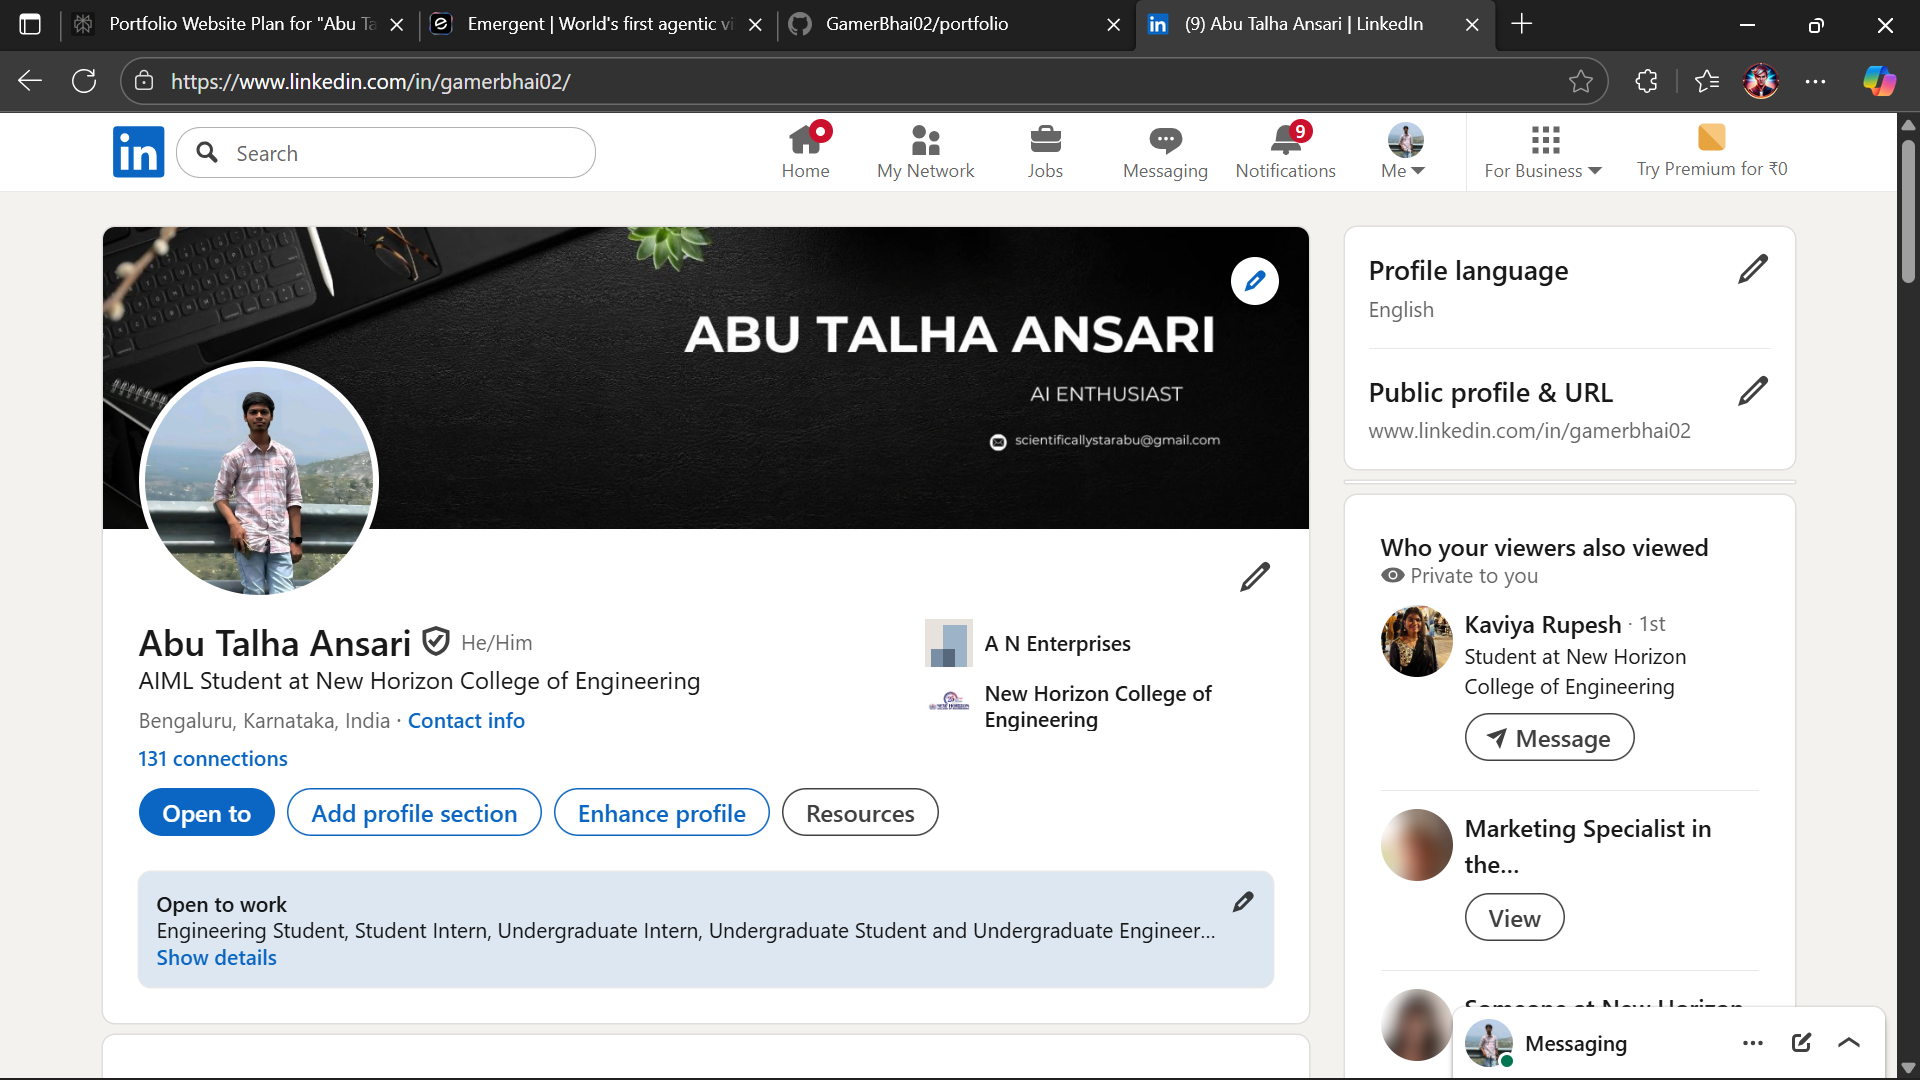 Portfolio Website Plan for "Abu Ta
Emergent | World's first agentic vi
GamerBhai02/portfolio
(9) Abu Talha Ansari | LinkedIn
https://www.linkedin.com/in/gamerbhai02/
in
Search
Home
My Network
Jobs
Messaging
9
Notifications
Me
For Business
Try Premium for ₹0
ABU TALHA ANSARI
AI ENTHUSIAST
scientificallystarabu@gmail.com
Abu Talha Ansari He/Him
AIML Student at New Horizon College of Engineering
Bengaluru, Karnataka, India · Contact info
131 connections
A N Enterprises
New Horizon College of
Engineering
Open to
Add profile section
Enhance profile
Resources
Open to work
Engineering Student, Student Intern, Undergraduate Intern, Undergraduate Student and Undergraduate Engineer...
Show details
Profile language
English
Public profile & URL
www.linkedin.com/in/gamerbhai02
Who your viewers also viewed
Private to you
Kaviya Rupesh · 1st
Student at New Horizon
College of Engineering
Message
Marketing Specialist in
the...
View
Someone at New Horizon
Messaging